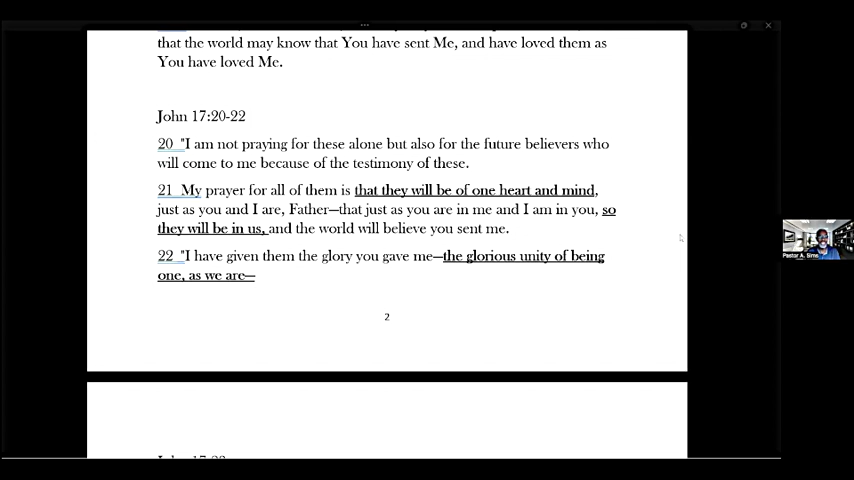 that the world may know that You have sent Me, and have loved them as
You have loved Me.
John 17:20-22
20 "I am not praying for these alone but also for the future believers who
will come to me because of the testimony of these.
21 My prayer for all of them is that they will be of one heart and mind,
just as you and I are, Father—that just as you are in me and I am in you, so
they will be in us, and the world will believe you sent me.
22 "I have given them the glory you gave me—the glorious unity of being
one, as we are—
2
Pastor A. Sims